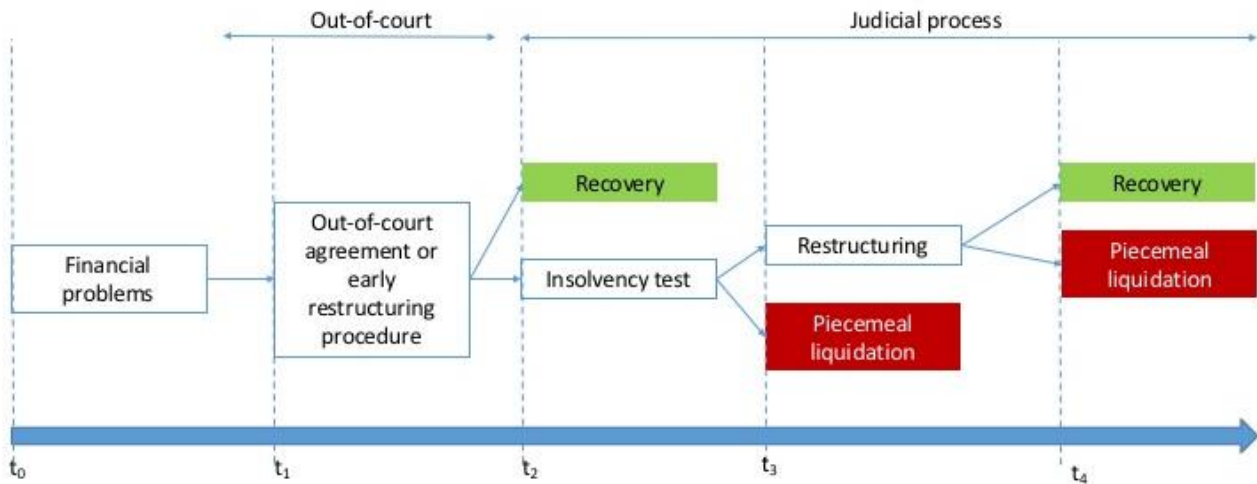 Out-of-court
Judicial process
Recovery
Recovery
Out-of-court
agreement or
early
restructuring
procedure
Financial
problems
Insolvency test
Restructuring
Piecemeal
liquidation
Piecemeal
liquidation
t0
t1
t2
t3
t4